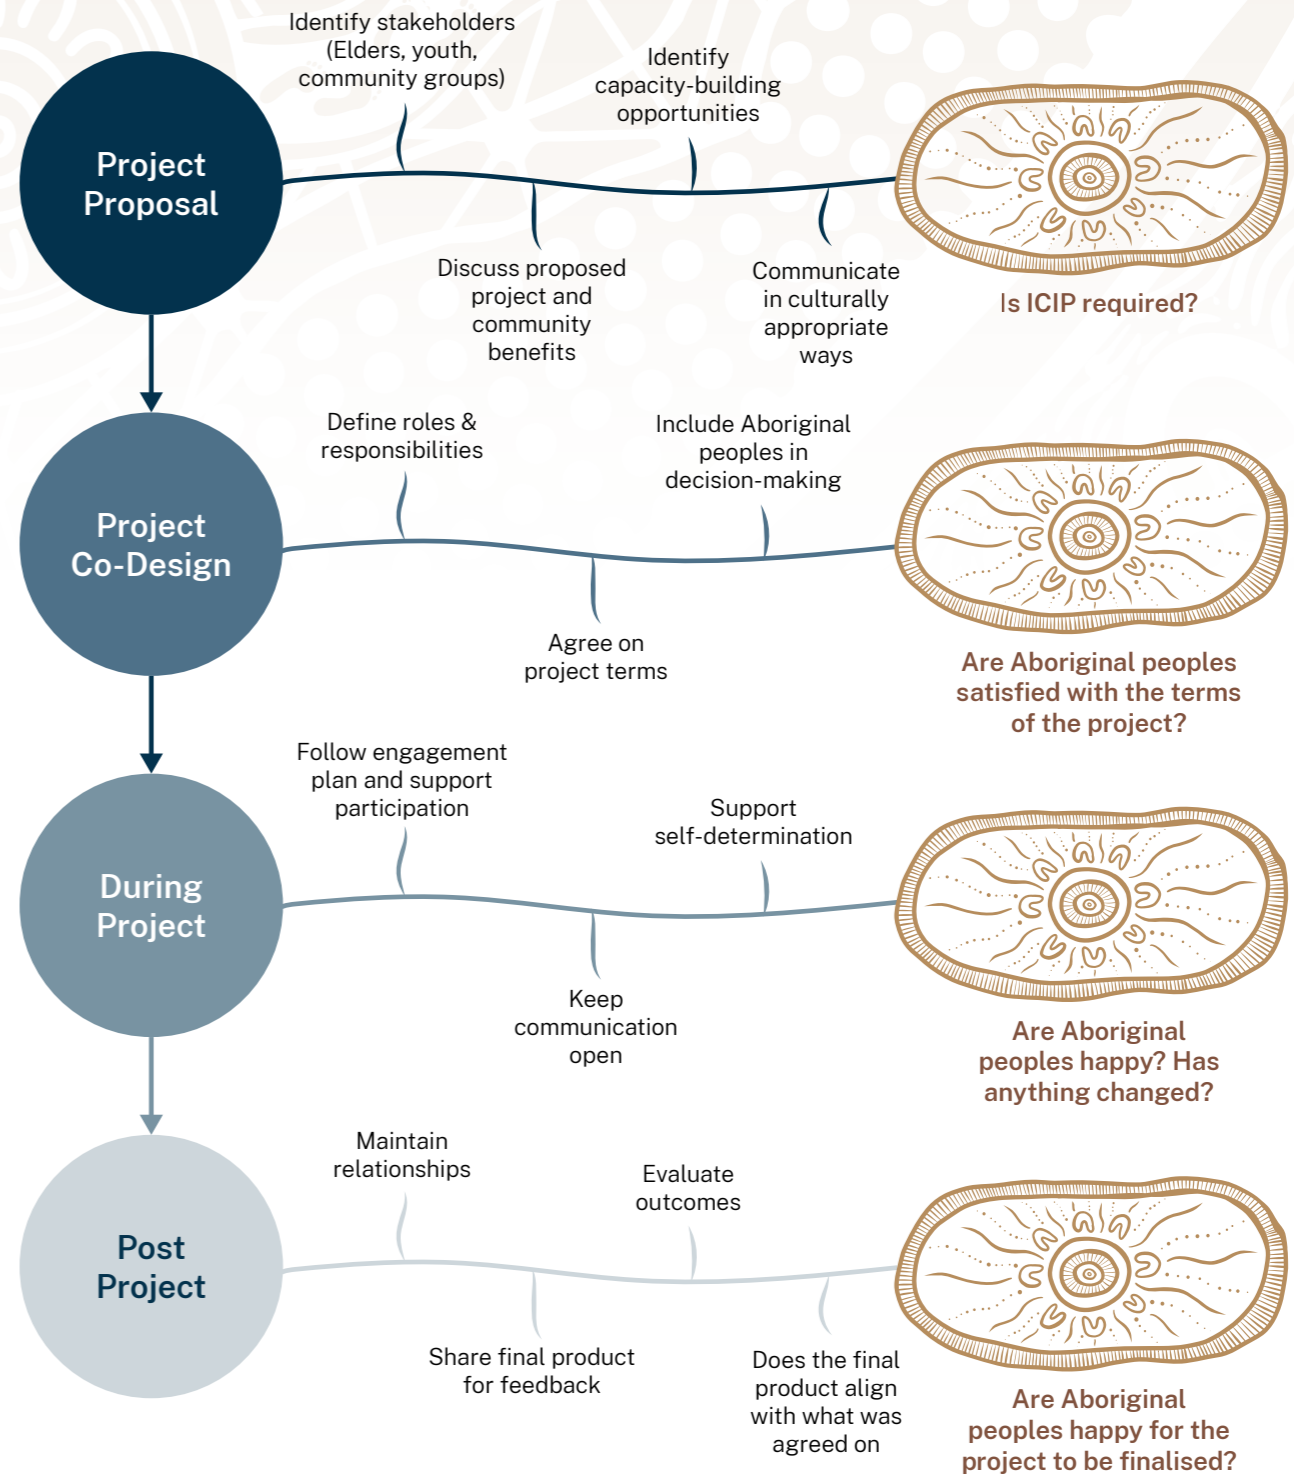 Project
Proposal
Identify stakeholders
(Elders, youth,
community groups)
Discuss proposed
project and
community
benefits
Identify
capacity-building
opportunities
Communicate
in culturally
appropriate
ways
Is ICIP required?
Project
Co-Design
Define roles &
responsibilities
Agree on
project terms
Include Aboriginal
peoples in
decision-making
Are Aboriginal peoples
satisfied with the terms
of the project?
During
Project
Follow engagement
plan and support
participation
Keep
communication
open
Support
self-determination
Are Aboriginal
peoples happy? Has
anything changed?
Post
Project
Maintain
relationships
Share final product
for feedback
Evaluate
outcomes
Does the final
product align
with what was
agreed on
Are Aboriginal
peoples happy for the
project to be finalised?